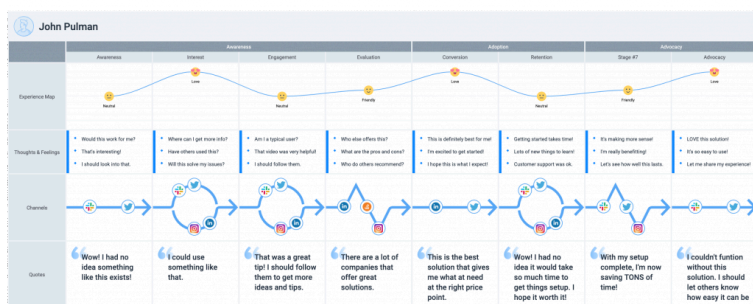 John Pulman
Awareness Adoption Advocacy
Awareness Interest Engagement Evaluation Conversion Retention Stage #7 Advocacy
Experience Map
Neutral Love Neutral Friendly Love Neutral Friendly Love
Thoughts & Feelings
Would this work for me?
That's interesting!
I should look into that.
Where can I get more info?
Have others used this?
Will this solve my issues?
Am I a typical user?
That video was very helpful!
I should follow them.
Who else offers this?
What are the pros and cons?
Who do others recommend?
This is definitely best for me!
I'm excited to get started!
I hope this is what I expect!
Getting started takes time!
Lots of new things to learn!
Customer support was ok.
It's making more sense!
I'm really benefitting!
Let's see how well this lasts.
LOVE this solution!
It's so easy to use!
Let me share my experience!
Channels
Quotes
Wow! I had no
idea something
like this exists!
I could use
something like
that.
That was a great
tip! I should follow
them to get more
ideas and tips.
There are a lot of
companies that
offer great
solutions.
This is the best
solution that gives
me what at need
at the right price
point.
Wow! I had no
idea it would take
so much time to
get things setup. I
hope it worth it!
With my setup
complete, I'm now
saving TONS of
time!
I couldn't funtion
without this
solution. I should
let others know
how easy it can be